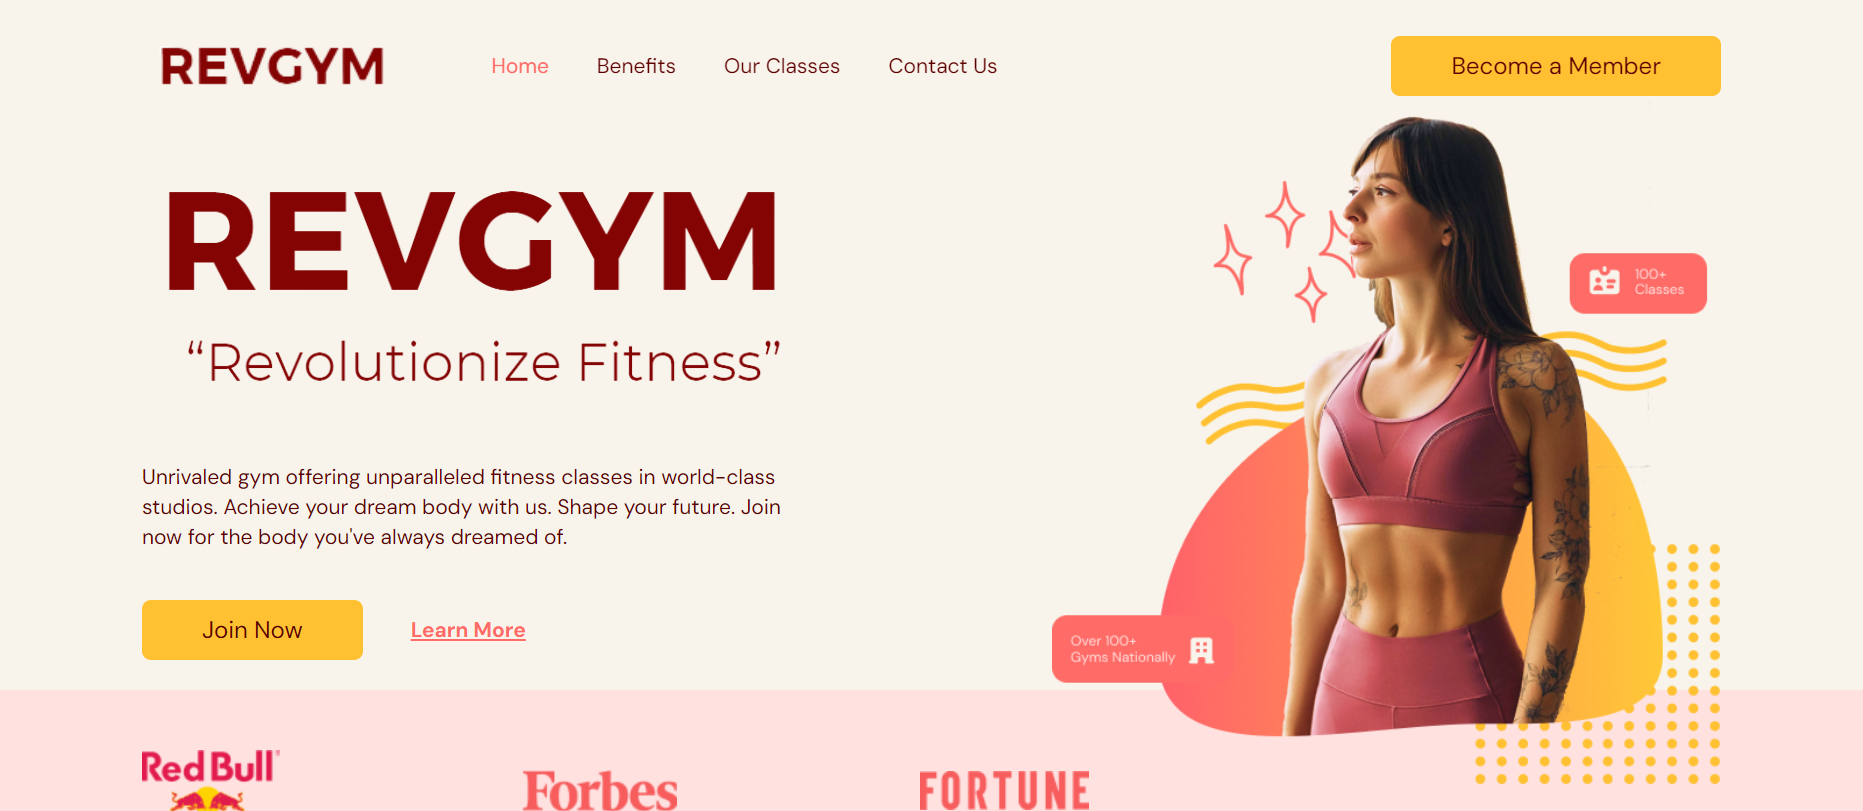 REVGYM
Home
Benefits
Our Classes
Contact Us
Become a Member
REVGYM
“Revolutionize Fitness”
100+
Classes
Unrivaled gym offering unparalleled fitness classes in world-class
studios. Achieve your dream body with us. Shape your future. Join
now for the body you've always dreamed of.
Join Now
Learn More
Over 100+
Gyms Nationally
Red Bull
Forbes
FORTUNE